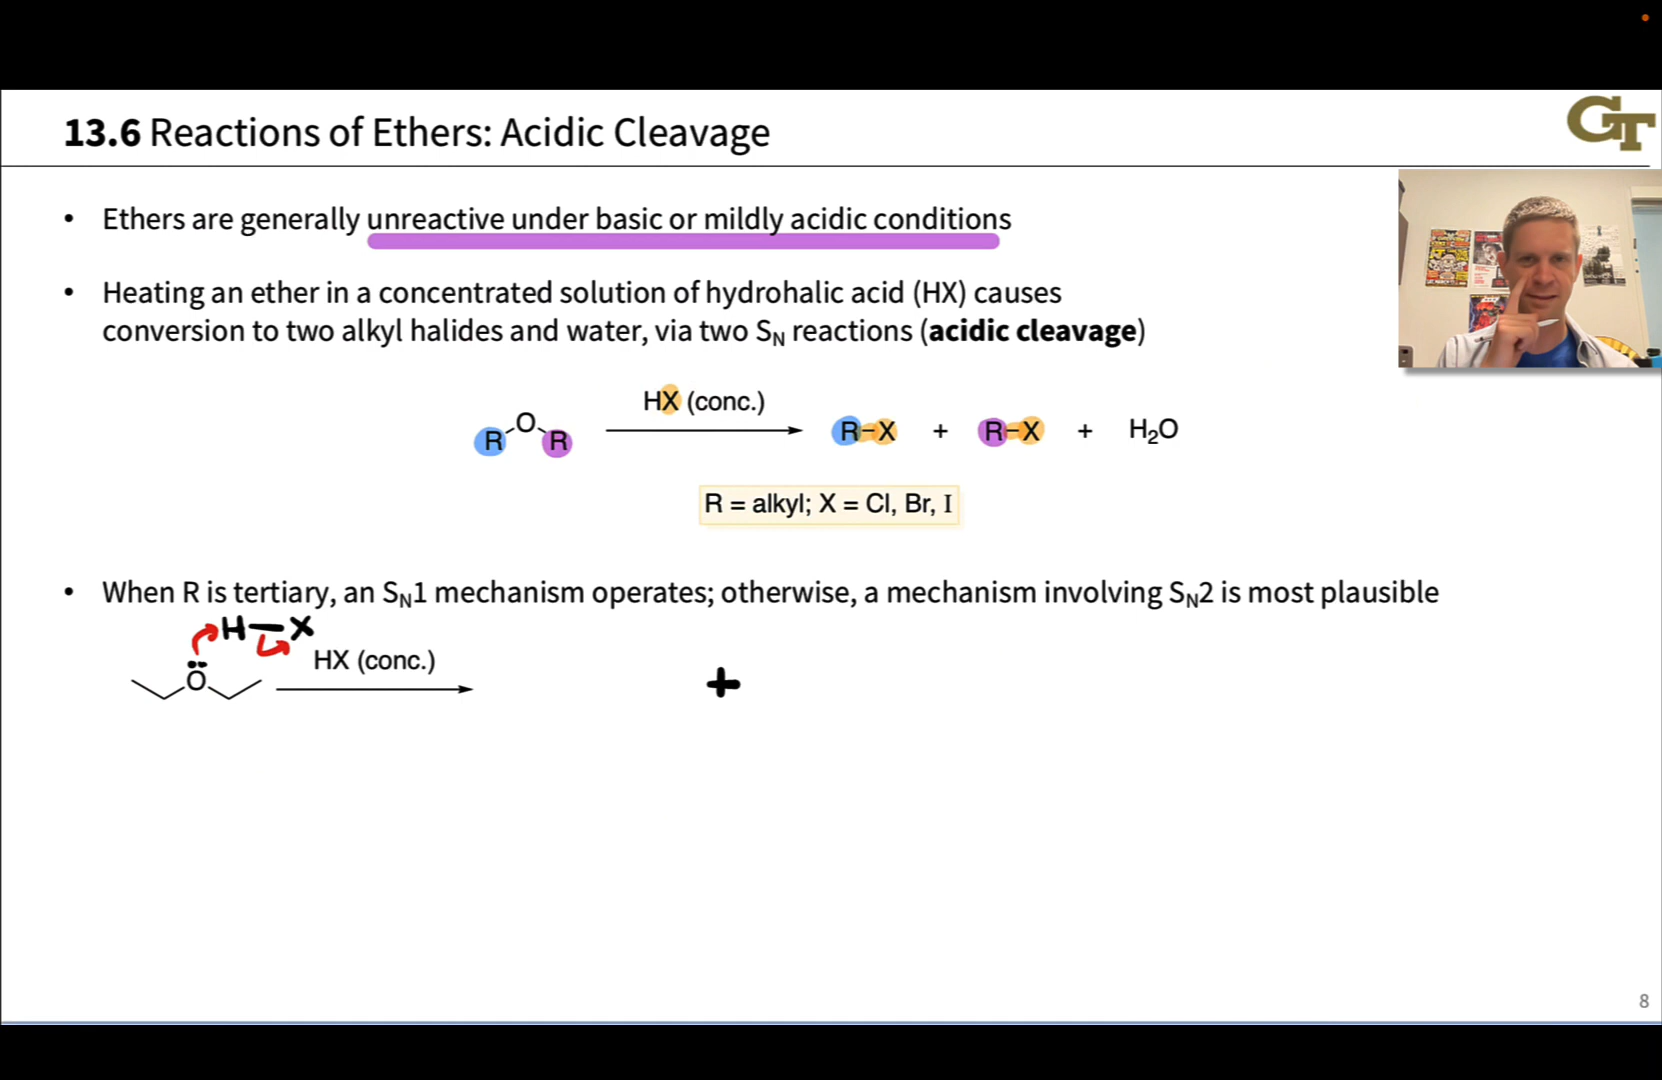 13.6 Reactions of Ethers: Acidic Cleavage
GT
• Ethers are generally unreactive under basic or mildly acidic conditions
• Heating an ether in a concentrated solution of hydrohalic acid (HX) causes
conversion to two alkyl halides and water, via two SN reactions (acidic cleavage)
HX (conc.)
R-O-R R-X + R-X + H₂O
R = alkyl; X = Cl, Br, I
• When R is tertiary, an SN1 mechanism operates; otherwise, a mechanism involving SN2 is most plausible
H-X
HX (conc.)
O +
8